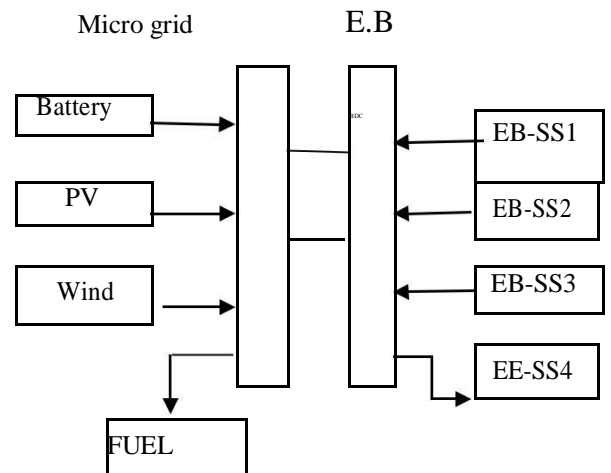 Micro grid
E.B
Battery
PV
Wind
FUEL
EB-SS1
EB-SS2
EB-SS3
EE-SS4